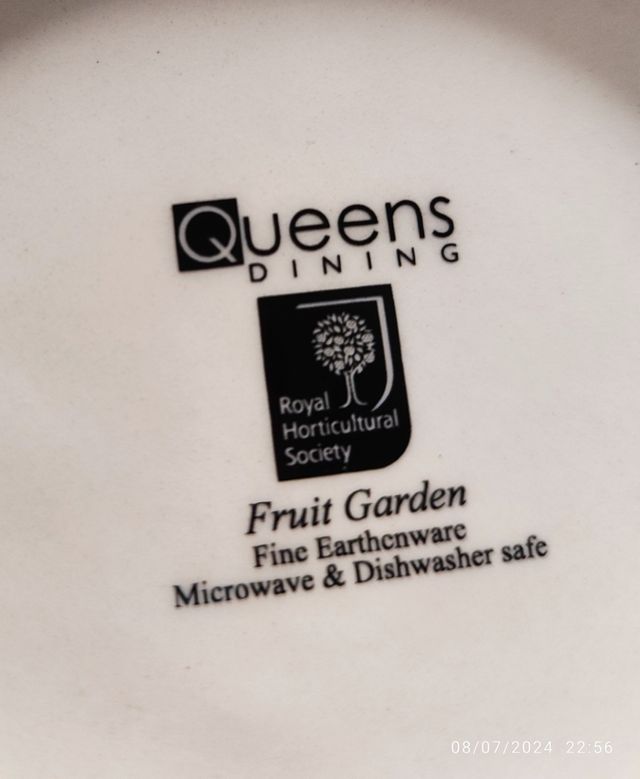 Queens
DINING
Royal
Horticultural
Society
Fruit Garden
Fine Earthenware
Microwave & Dishwasher safe
08/07/2024 22:56